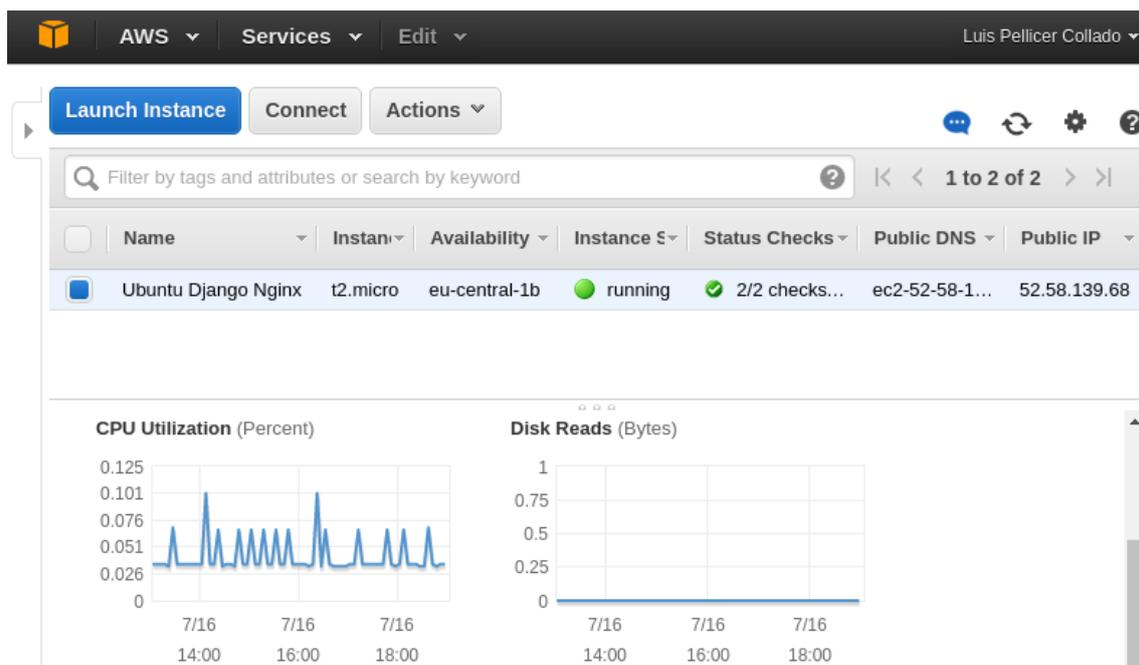 AWS Services Edit Luis Pellicer Collado
Launch Instance Connect Actions
Filter by tags and attributes or search by keyword 1 to 2 of 2
Name Instan Availability Instance S Status Checks Public DNS Public IP
Ubuntu Django Nginx t2.micro eu-central-1b running 2/2 checks... ec2-52-58-1... 52.58.139.68
CPU Utilization (Percent) Disk Reads (Bytes)
0.125 1
0.101 0.75
0.076 0.5
0.051 0.25
0.026 0
0
7/16 7/16 7/16 7/16 7/16 7/16
14:00 16:00 18:00 14:00 16:00 18:00